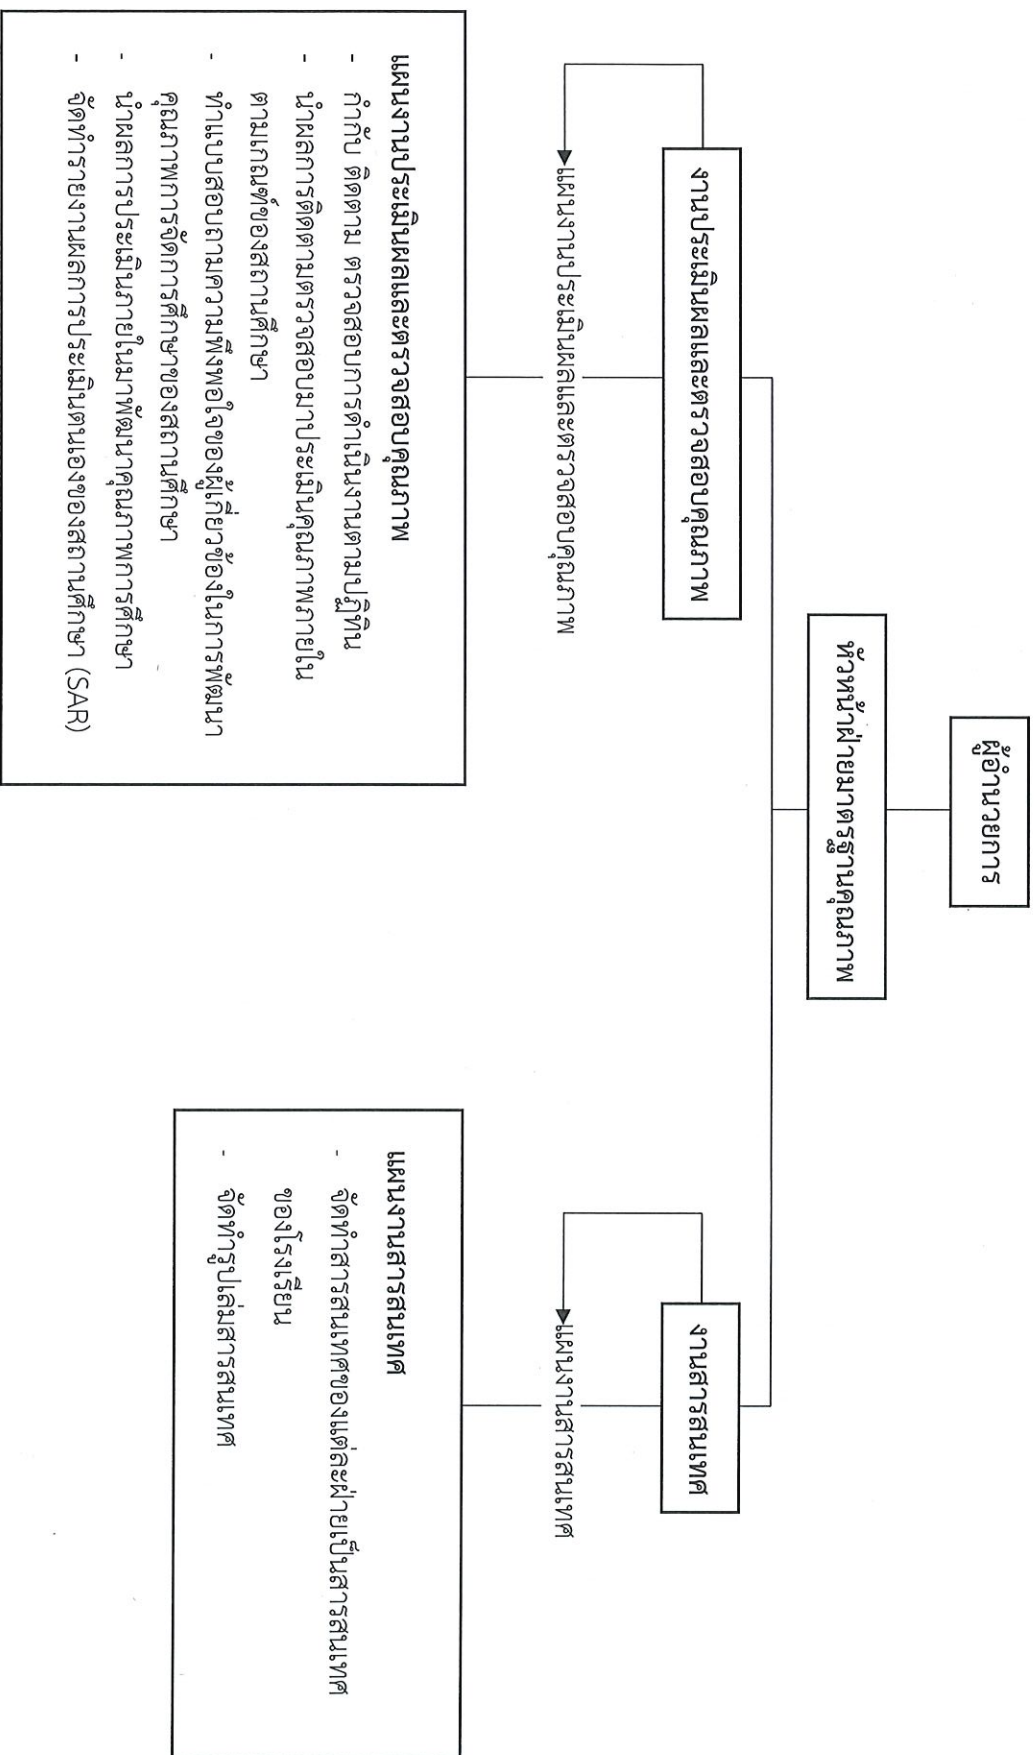 ผู้อำนวยการ
หัวหน้าฝ่ายมาตรฐานคุณภาพ
งานประเมินผลและตรวจสอบคุณภาพ
แผนงานประเมินผลและตรวจสอบคุณภาพ
แผนงานประเมินผลและตรวจสอบคุณภาพ
- กำกับ ติดตาม ตรวจสอบการดำเนินงานตามปฏิทิน
- นำผลการติดตามตรวจสอบมาประเมินคุณภาพภายใน
ตามเกณฑ์ของสถานศึกษา
- ทำแบบสอบถามความพึงพอใจของผู้เกี่ยวข้องในการพัฒนา
คุณภาพการจัดการศึกษาของสถานศึกษา
- นำผลการประเมินภายในมาพัฒนาคุณภาพการศึกษา
- จัดทำรายงานผลการประเมินตนเองของสถานศึกษา (SAR)
งานสารสนเทศ
แผนงานสารสนเทศ
แผนงานสารสนเทศ
- จัดทำสารสนเทศของแต่ละฝ่ายเป็นสารสนเทศ
ของโรงเรียน
- จัดทำรูปเล่มสารสนเทศ